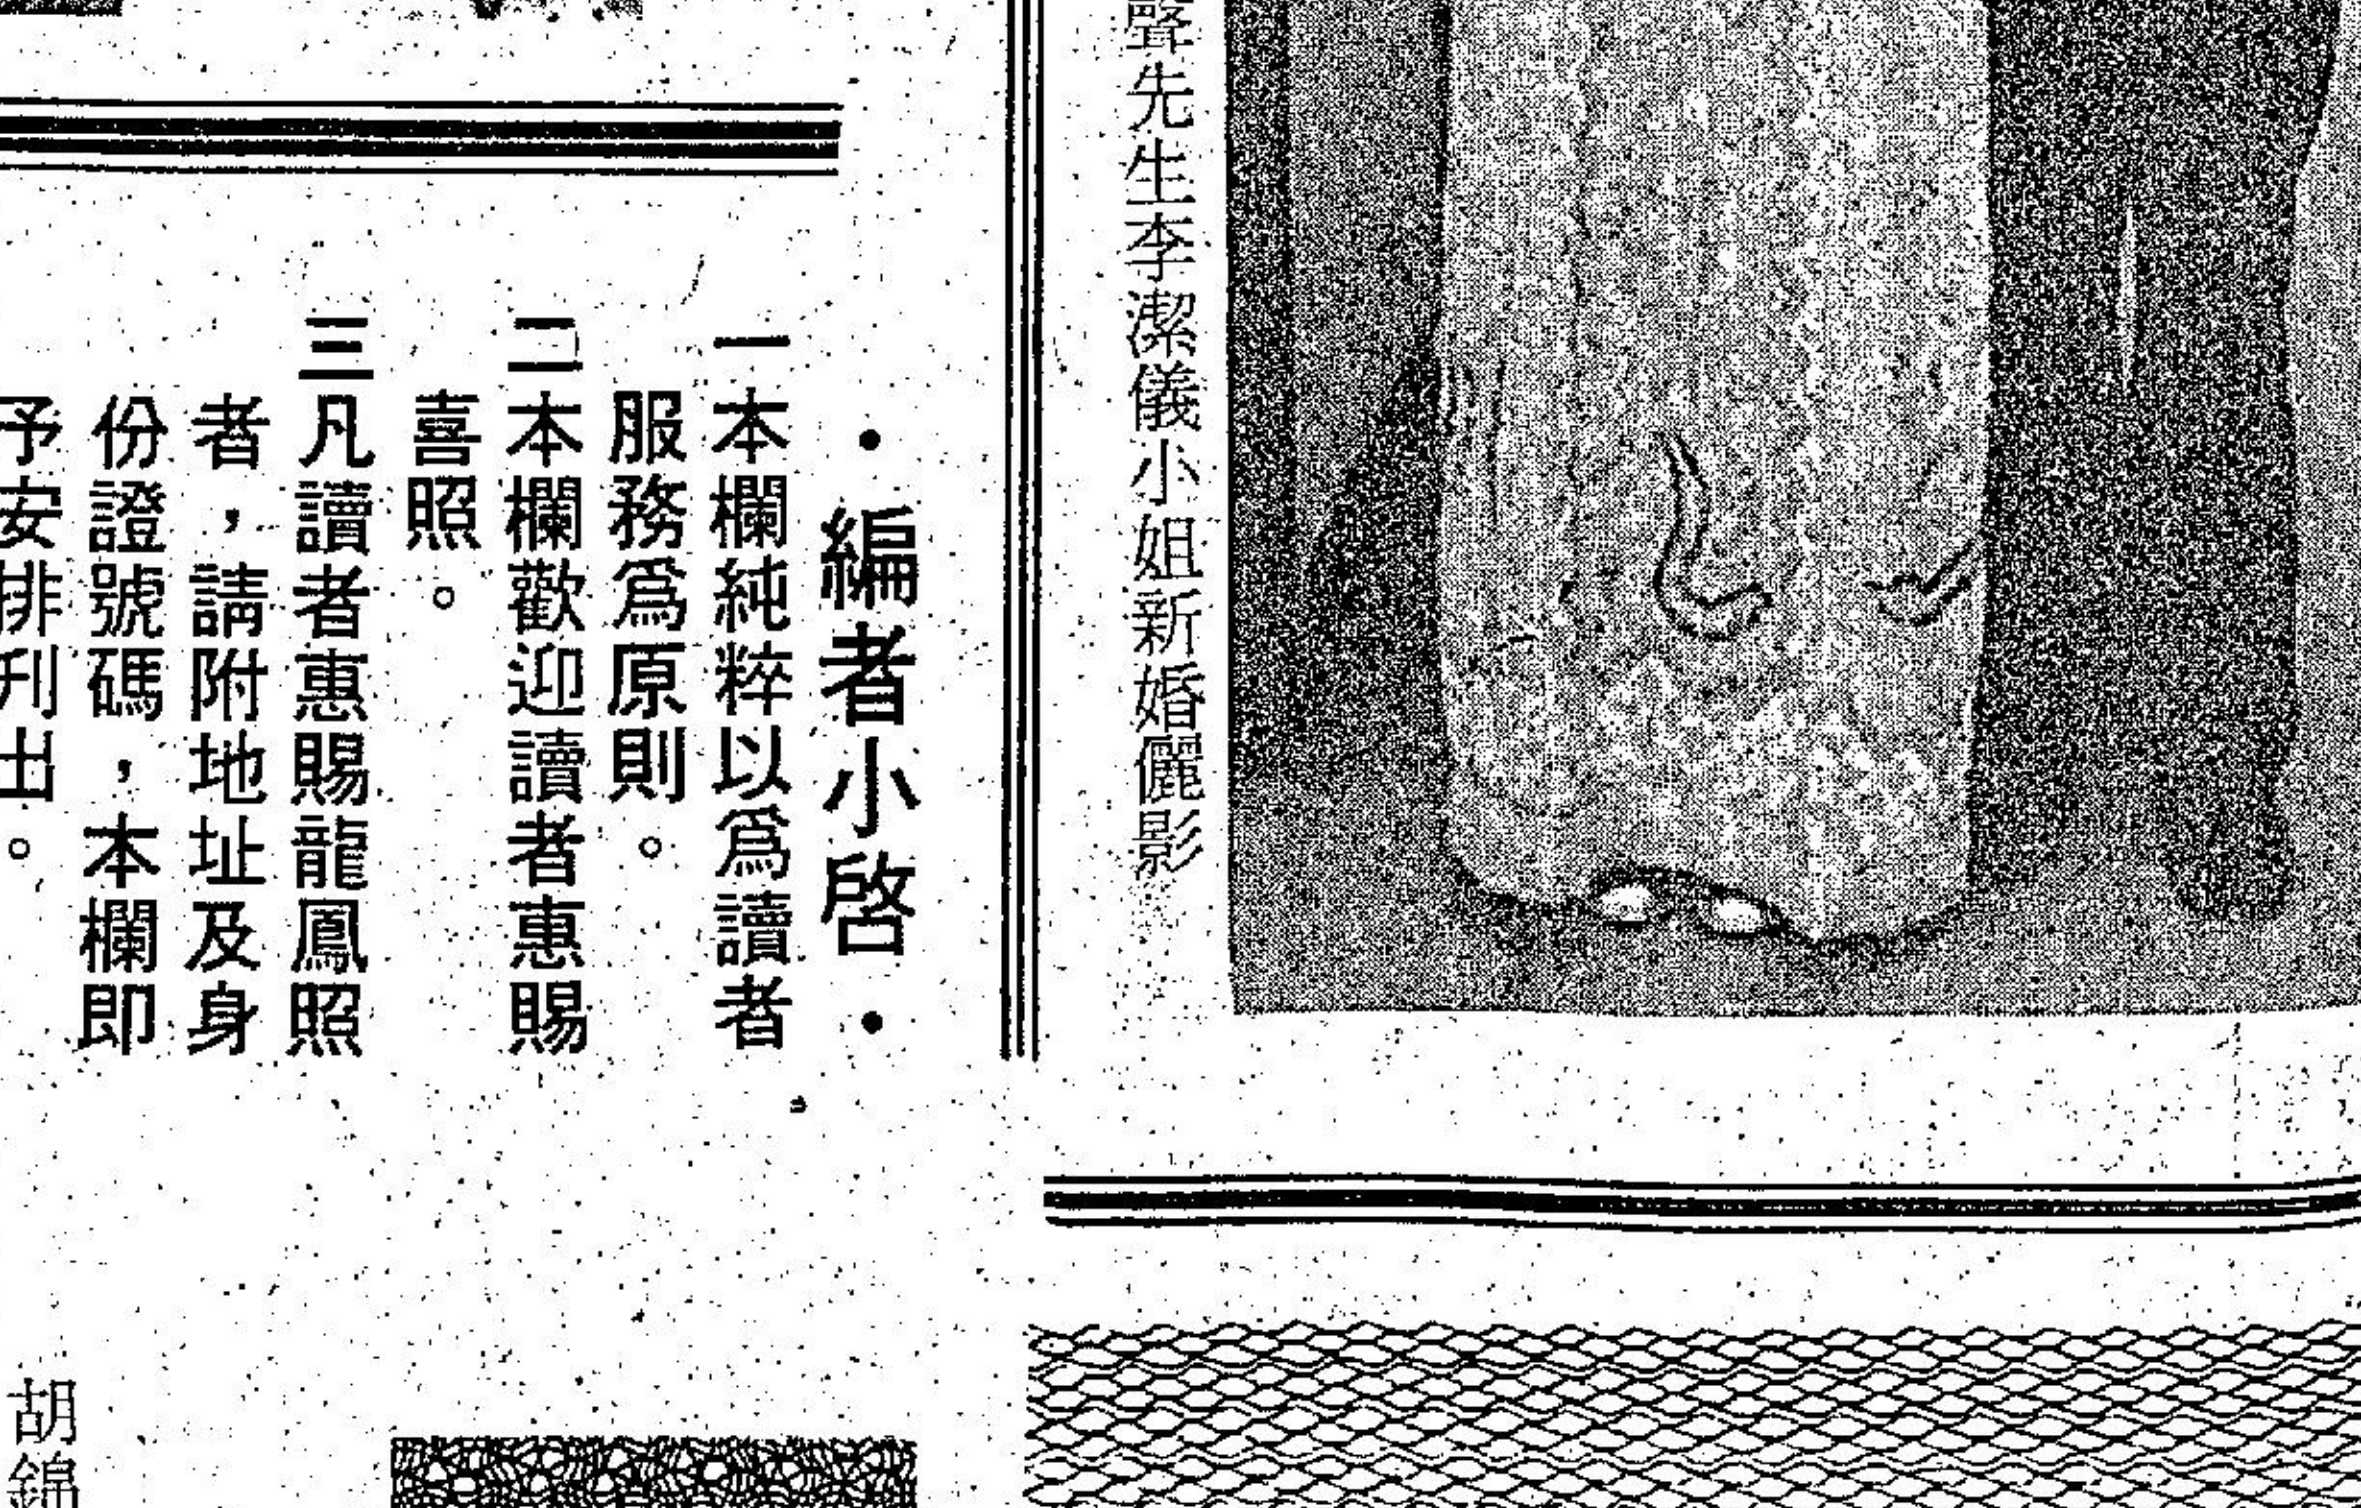 聲先生李潔儀小姐新婚儷影
·編者小啓·
一本欄純粹以爲讀者
服務爲原則。
二本欄歡迎讀者惠賜
喜照。
三凡讀者惠賜龍鳳照
者，請附地址及身
份證號碼，本欄即
予安排刋出。
胡錦